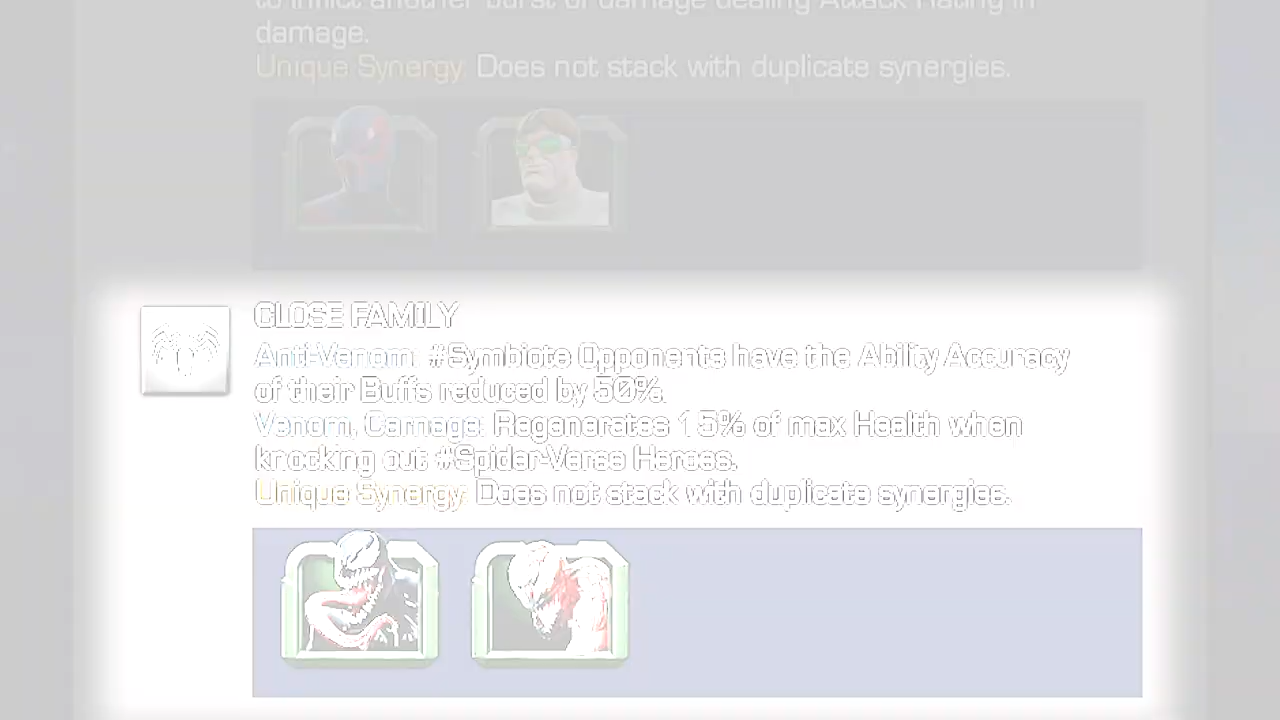 to inflict another burst of damage dealing Attack Rating in
damage.
Unique Synergy: Does not stack with duplicate synergies.
CLOSE FAMILY
Anti-Venom: #Symbiote Opponents have the Ability Accuracy
of their Buffs reduced by 50%.
Venom, Carnage: Regenerates 15% of max Health when
knocking out #Spider-Verse Heroes.
Unique Synergy: Does not stack with duplicate synergies.